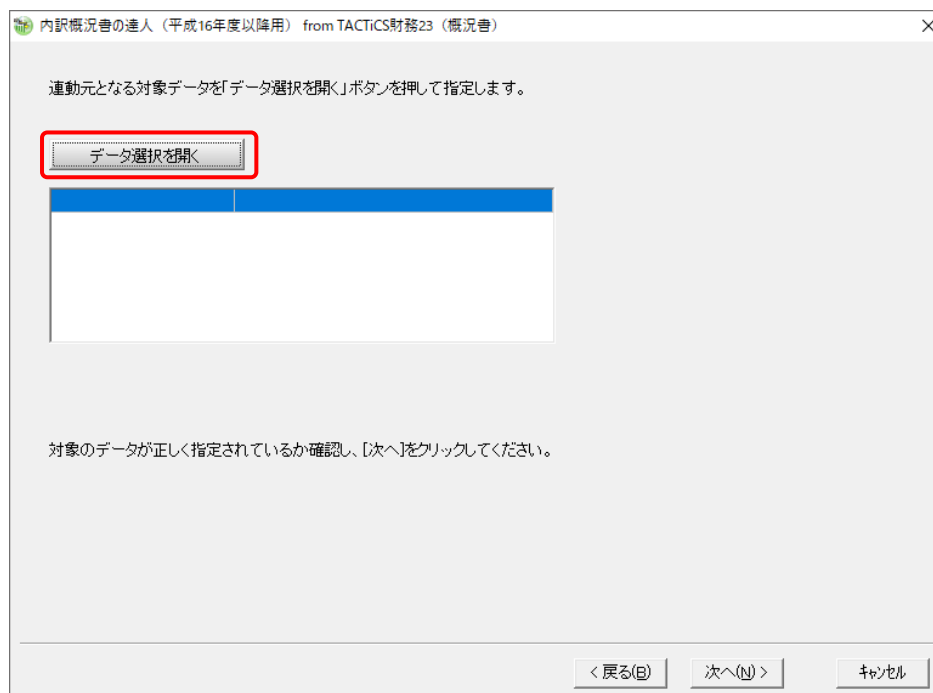 内訳概況書の達人（平成16年度以降用） from TACTiCS財務23（概況書）
連動元となる対象データを「データ選択を開く」ボタンを押して指定します。
データ選択を開く
対象のデータが正しく指定されているか確認し、[次へ]をクリックしてください。
< 戻る(B)
次へ(N) >
キャンセル